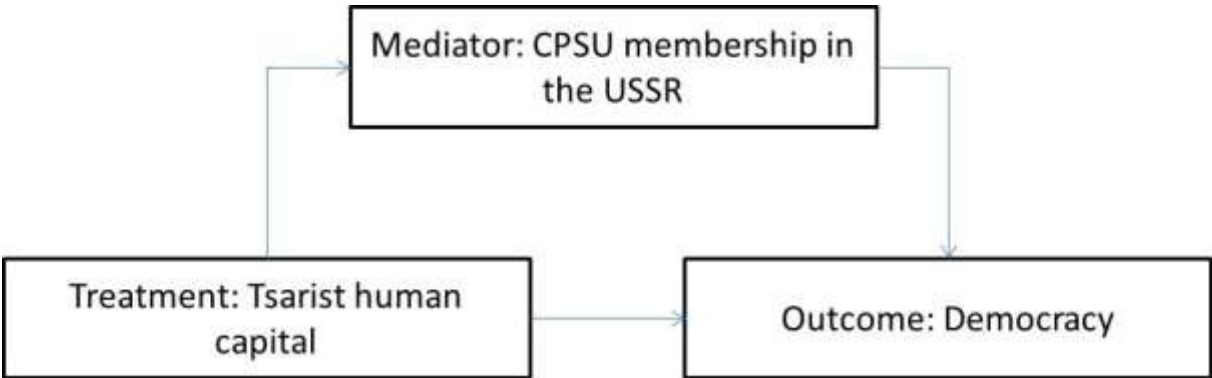 Mediator: CPSU membership in
the USSR
Treatment: Tsarist human
capital
Outcome: Democracy